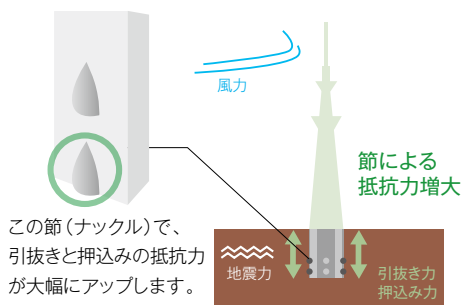 風力
節による
抵抗力増大
この節（ナックル）で、
引抜きと押込みの抵抗力
が大幅にアップします。
地震力
引抜き力
押込み力